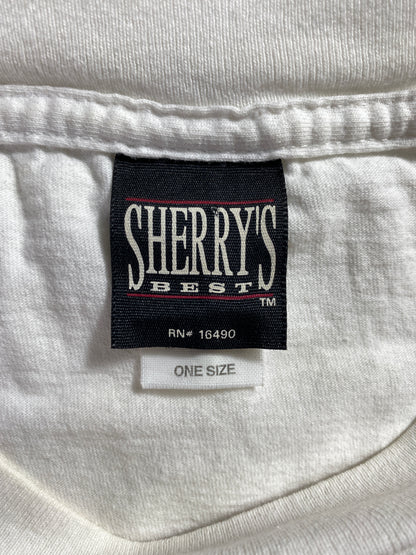 SHERRY'S
BEST
TM
RN# 16490
ONE SIZE